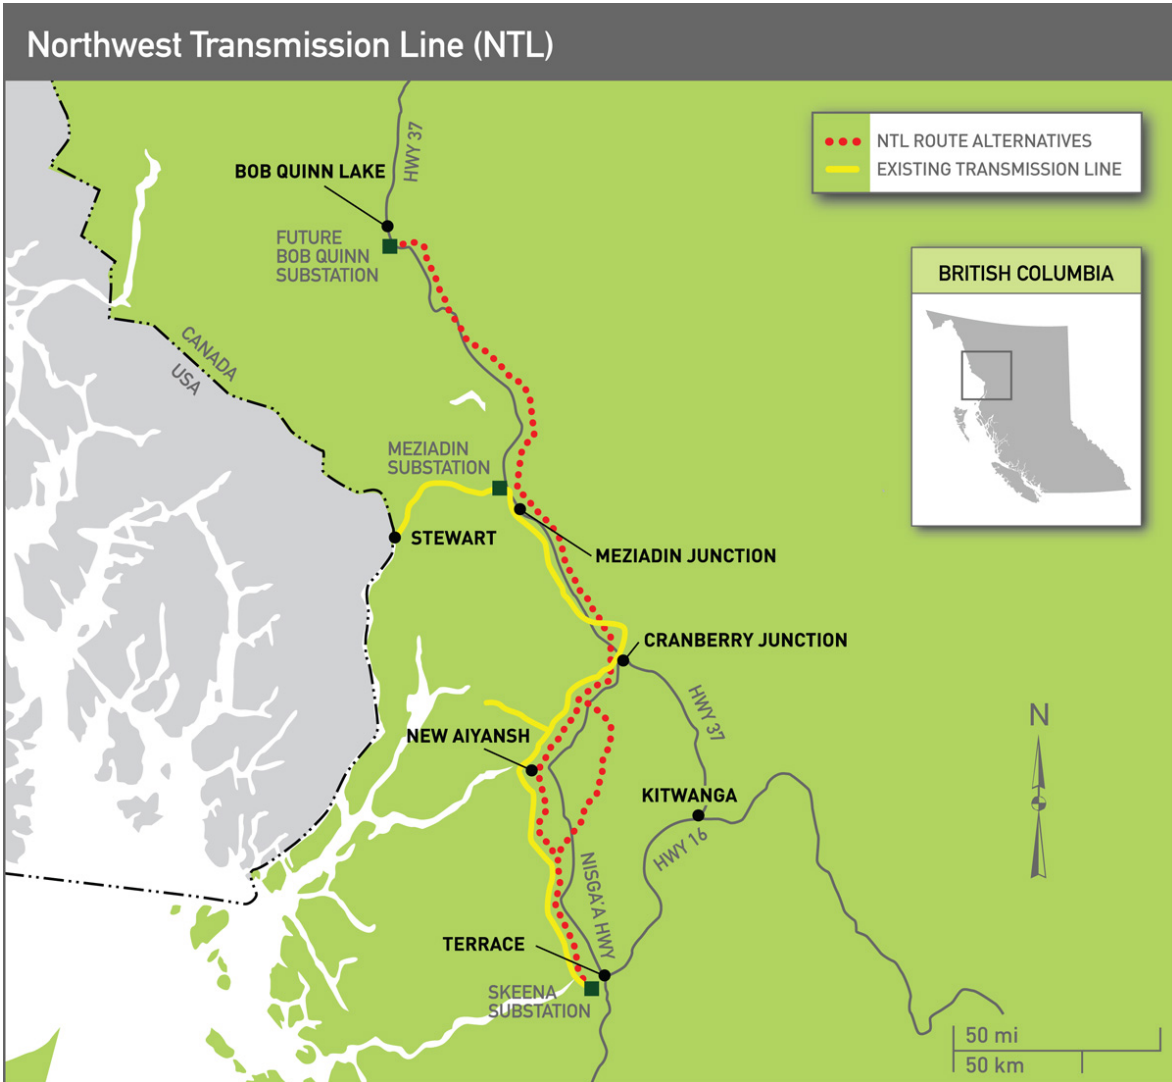 Northwest Transmission Line (NTL)
HWY 37
NTL ROUTE ALTERNATIVES
EXISTING TRANSMISSION LINE
BOB QUINN LAKE
FUTURE
BOB QUINN
SUBSTATION
BRITISH COLUMBIA
CANADA
USA
MEZIADIN
SUBSTATION
STEWART
MEZIADIN JUNCTION
CRANBERRY JUNCTION
HWY 37
NEW AIYANSH
N
KITWANGA
HWY 16
NISGA'A HWY
TERRACE
SKEENA
SUBSTATION
50 mi
50 km